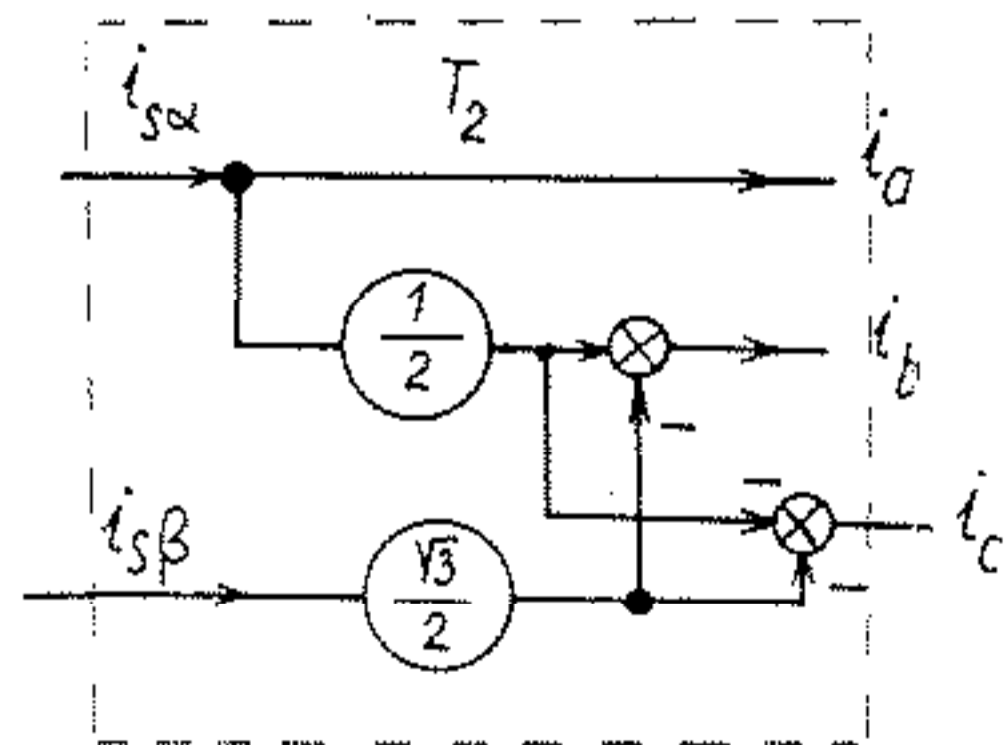 i_sα
T_2
i_a
1/2
i_b
−
−
i_c
i_sβ
√3/2
−